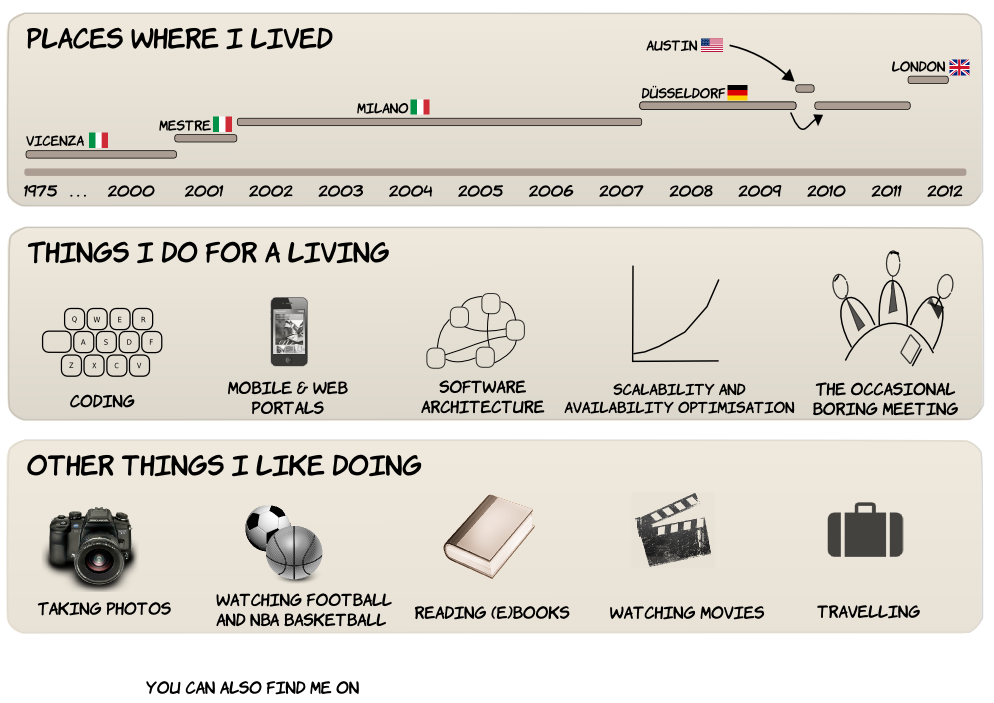 PLACES WHERE I LIVED
AUSTIN
LONDON
DÜSSELDORF
MILANO
MESTRE
VICENZA
1975 ... 2000 2001 2002 2003 2004 2005 2006 2007 2008 2009 2010 2011 2012
THINGS I DO FOR A LIVING
Q W E R
A S D F
Z X C V
CODING
MOBILE & WEB
PORTALS
SOFTWARE
ARCHITECTURE
SCALABILITY AND
AVAILABILITY OPTIMISATION
THE OCCASIONAL
BORING MEETING
OTHER THINGS I LIKE DOING
TAKING PHOTOS
WATCHING FOOTBALL
AND NBA BASKETBALL
READING (E)BOOKS
WATCHING MOVIES
TRAVELLING
YOU CAN ALSO FIND ME ON